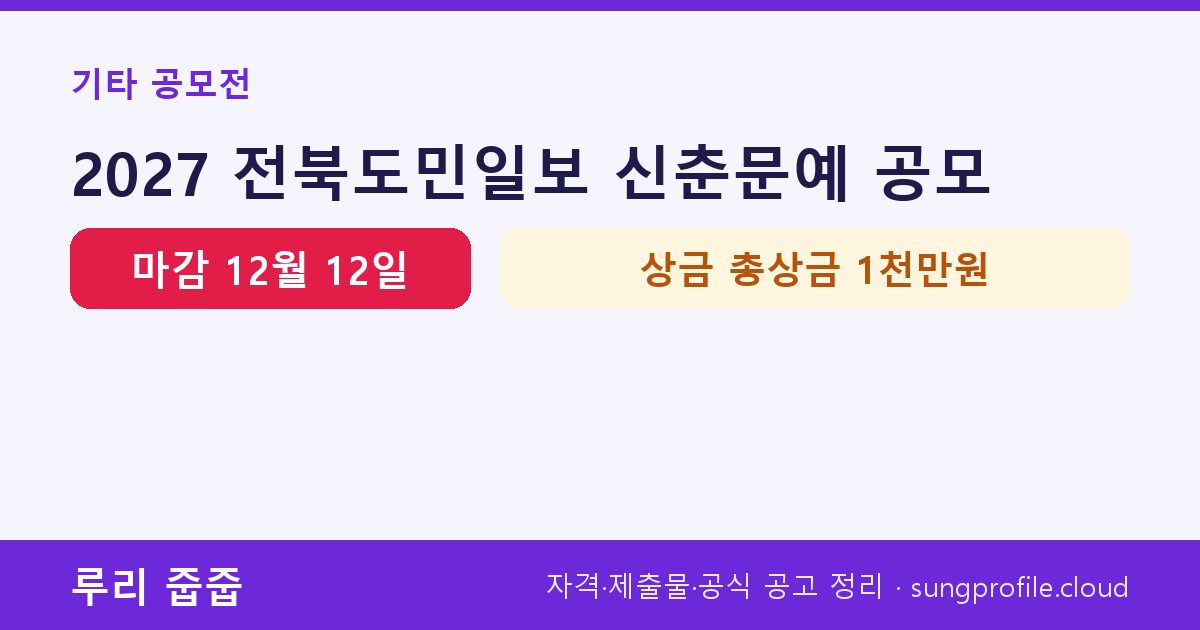 기타 공모전
2027 전북도민일보 신춘문예 공모
마감 12월 12일
상금 총상금 1천만원
루리 줍줍
자격·제출물·공식 공고 정리 · sungprofile.cloud